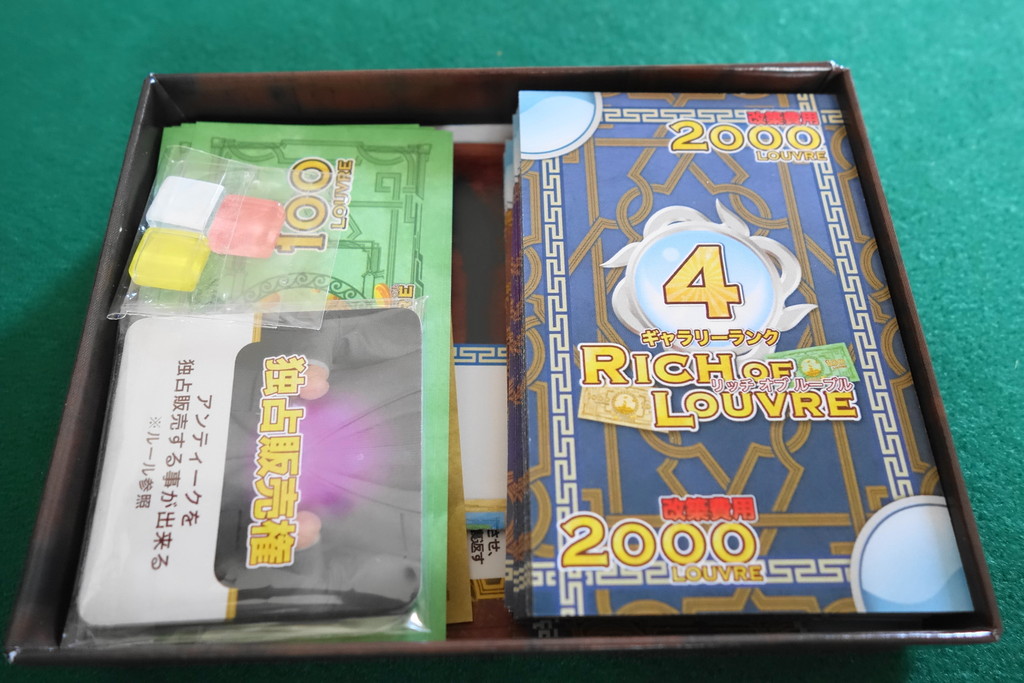 100
LOUVRE
独占販売権
アンティークを
独占販売する事が出来る
※ルール参照
させ、
改築費用
2000
LOUVRE
4
ギャラリーランク
RICH OF
リッチ オブ ルーブル
LOUVRE
改築費用
2000
LOUVRE